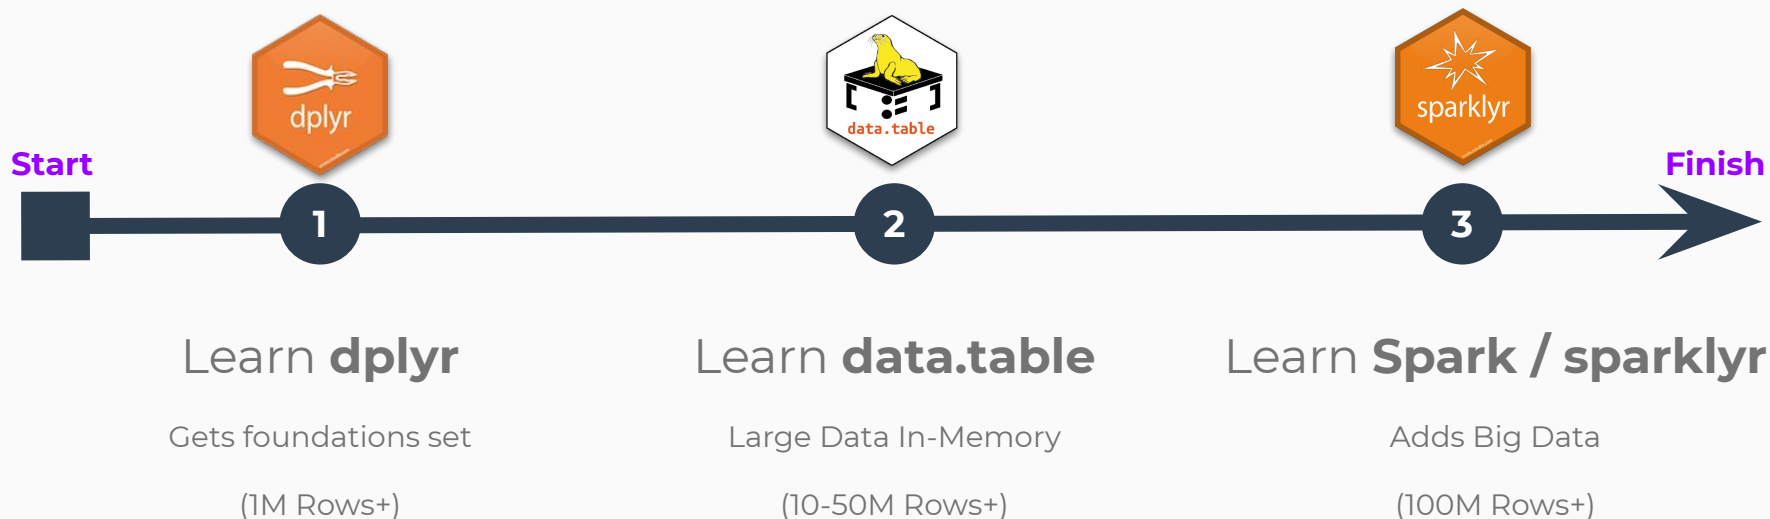 dplyr
data.table
sparklyr
Start
Finish
1
2
3
Learn dplyr
Learn data.table
Learn Spark / sparklyr
Gets foundations set
Large Data In-Memory
Adds Big Data
(1M Rows+)
(10-50M Rows+)
(100M Rows+)